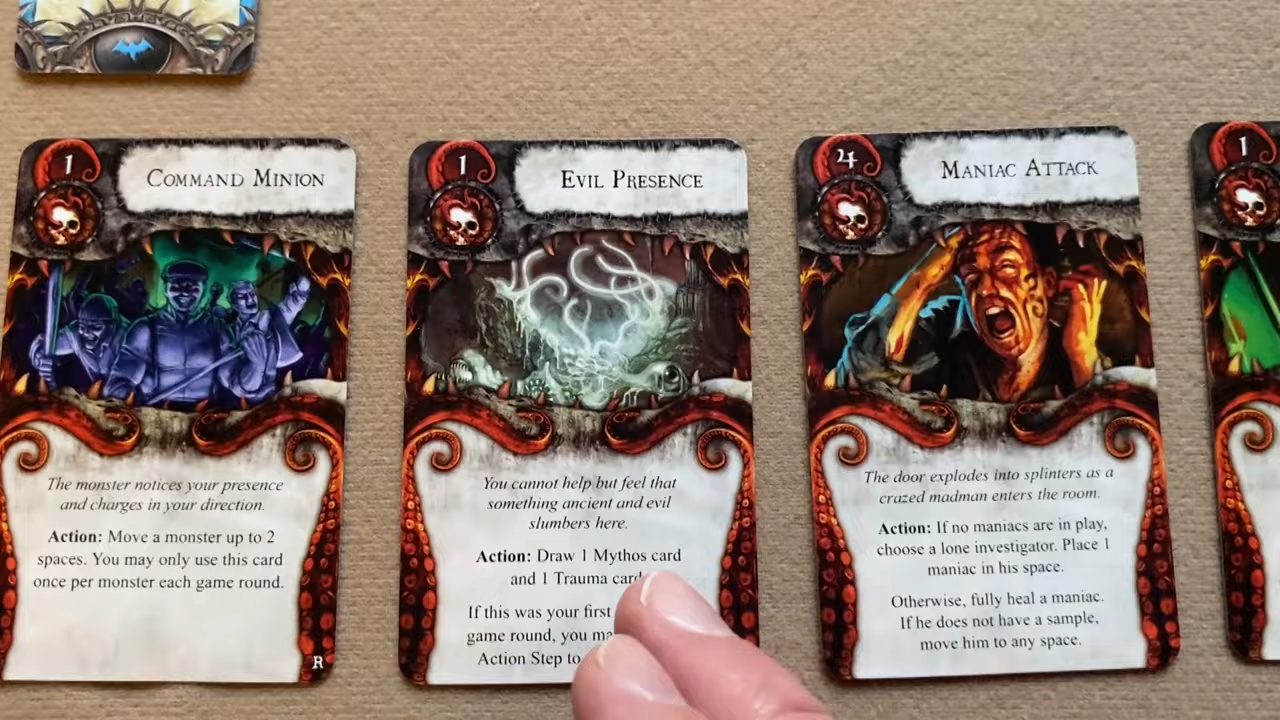 1
COMMAND MINION
The monster notices your presence
and charges in your direction.
Action: Move a monster up to 2
spaces. You may only use this card
once per monster each game round.
R
1
EVIL PRESENCE
You cannot help but feel that
something ancient and evil
slumbers here.
Action: Draw 1 Mythos card
and 1 Trauma card
If this was your first
game round, you
Action Step to
4
MANIAC ATTACK
The door explodes into splinters as a
crazed madman enters the room.
Action: If no maniacs are in play,
choose a lone investigator. Place 1
maniac in his space.
Otherwise, fully heal a maniac.
If he does not have a sample,
move him to any space.
1